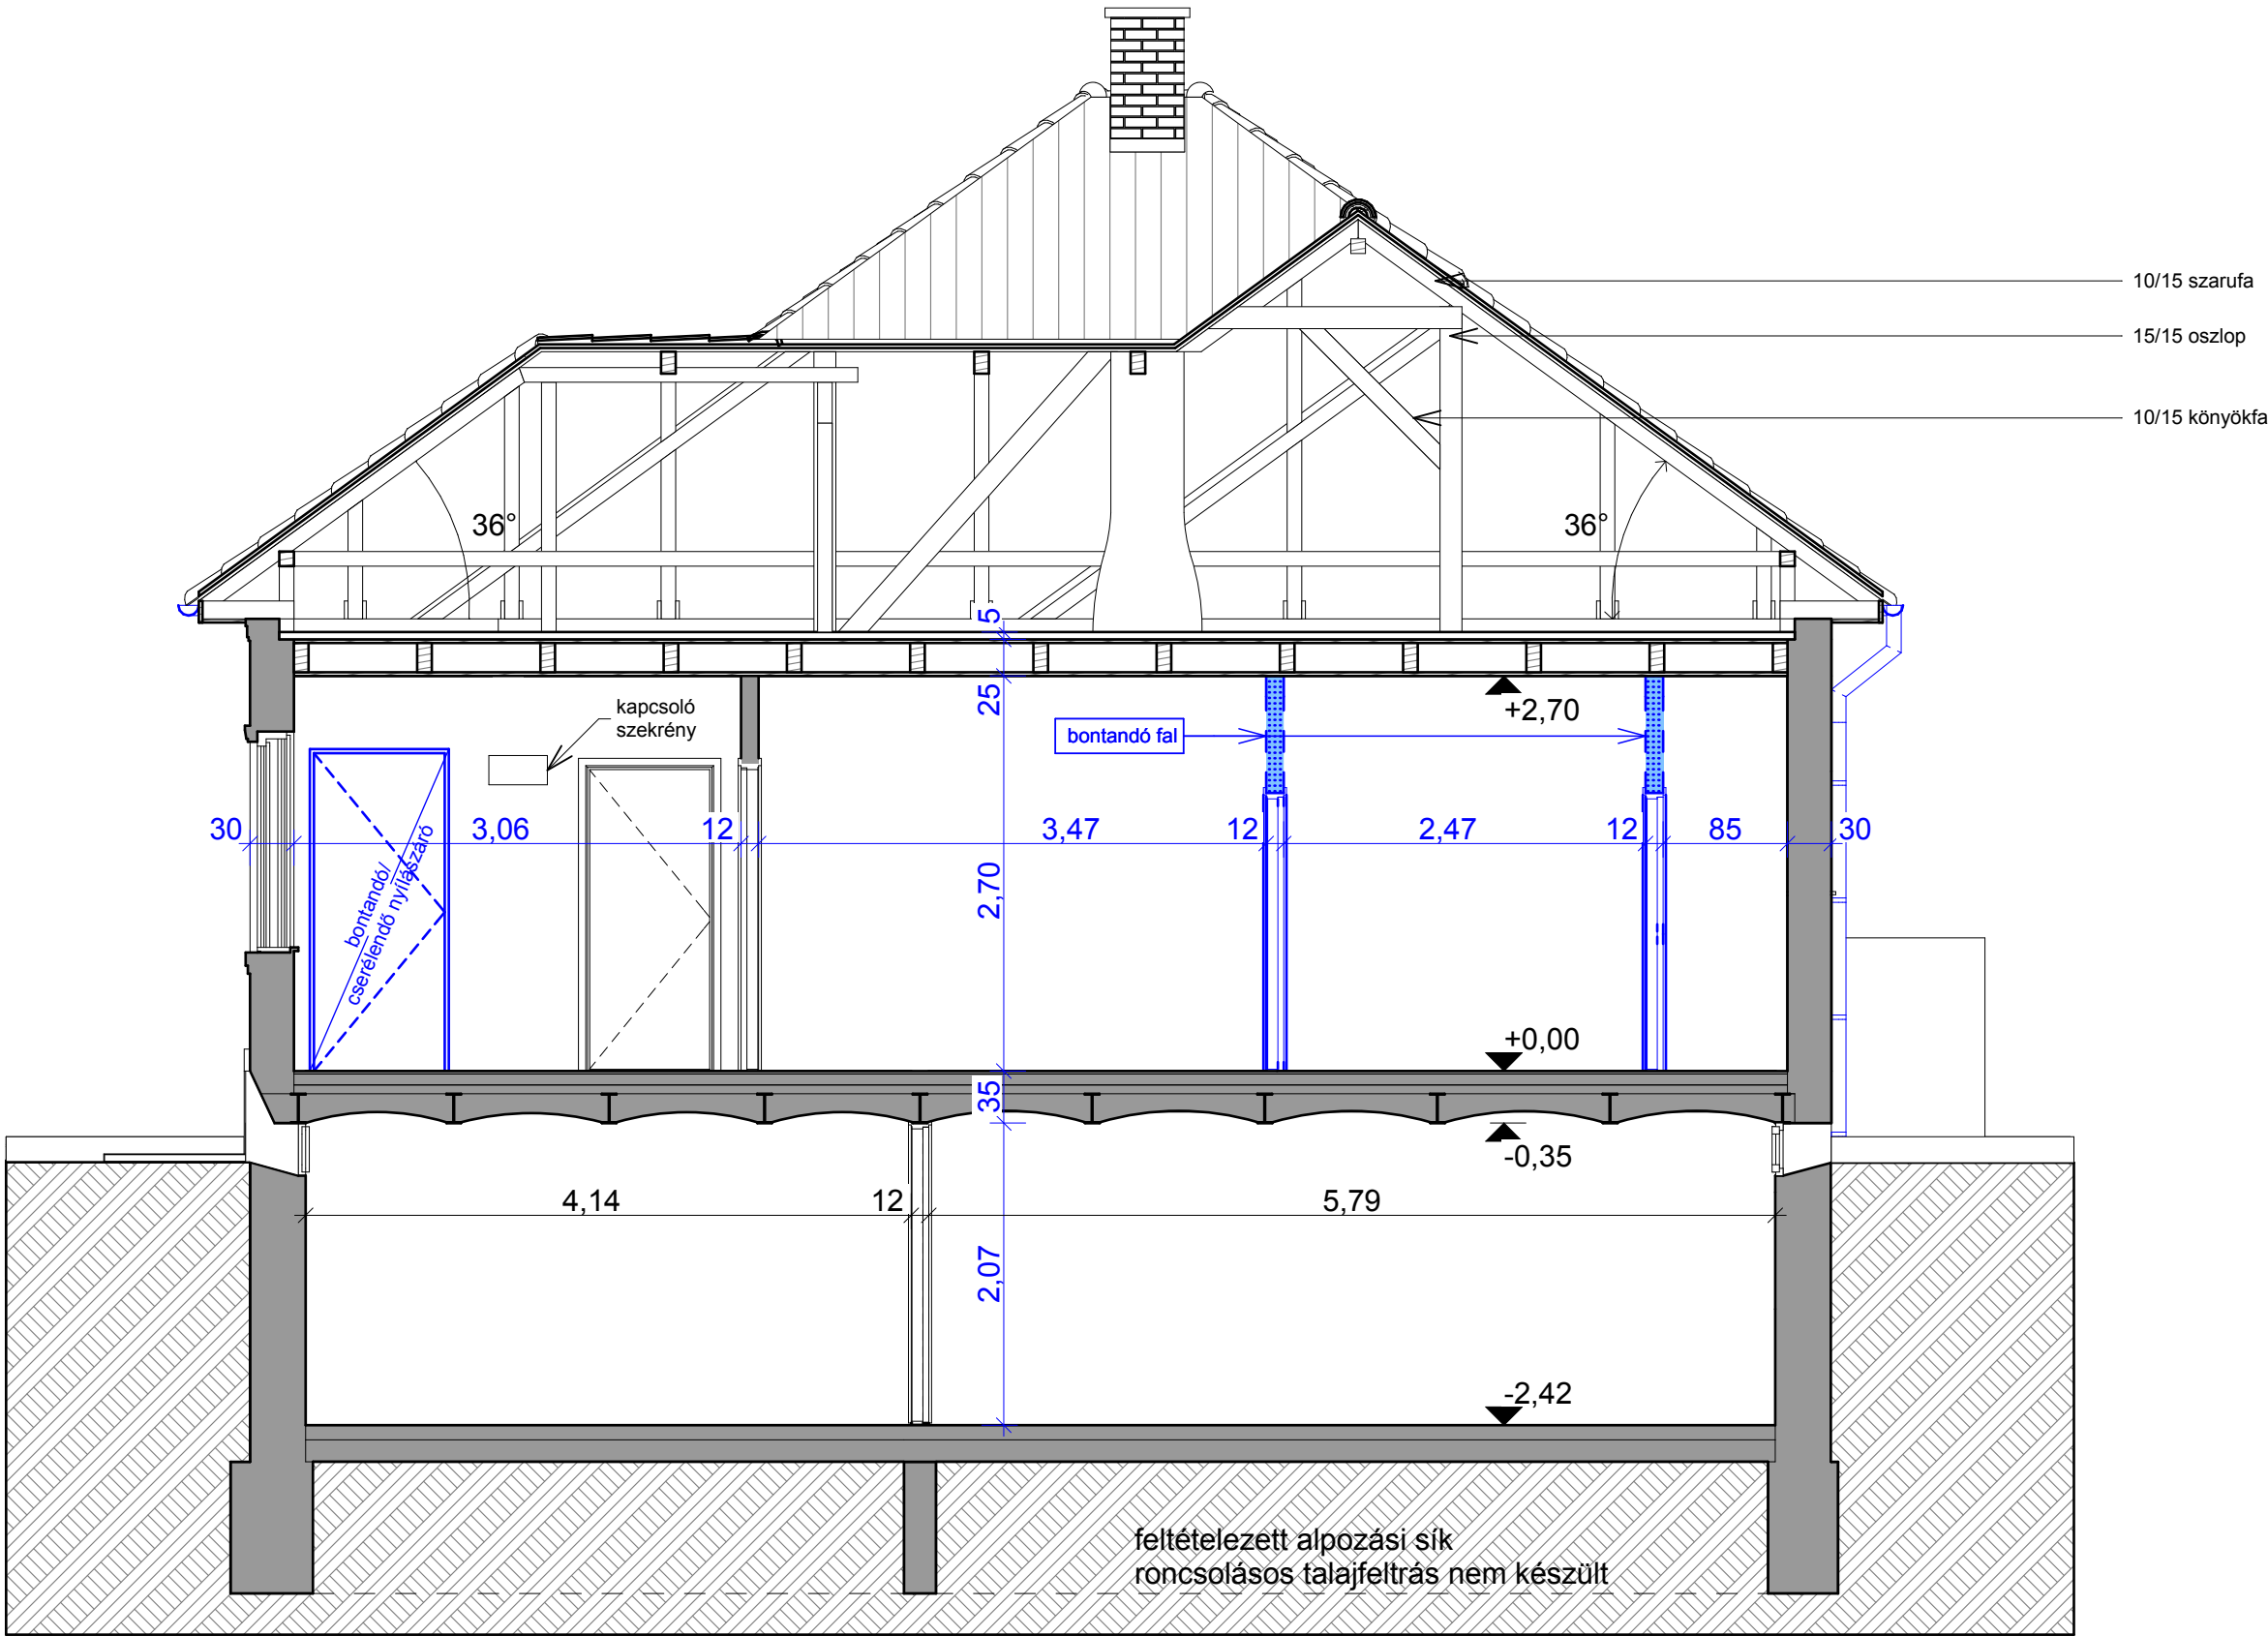 10/15 szarufa
15/15 oszlop
10/15 könyökfa
36°
36°
5
25
kapcsoló
szekrény
+2,70
bontandó fal
30
3,06
12
3,47
12
2,47
12
85
30
bontandó/
cserélendő nyílászáró
2,70
+0,00
35
-0,35
4,14
12
5,79
2,07
-2,42
feltételezett alpozási sík
roncsolásos talajfeltrás nem készült